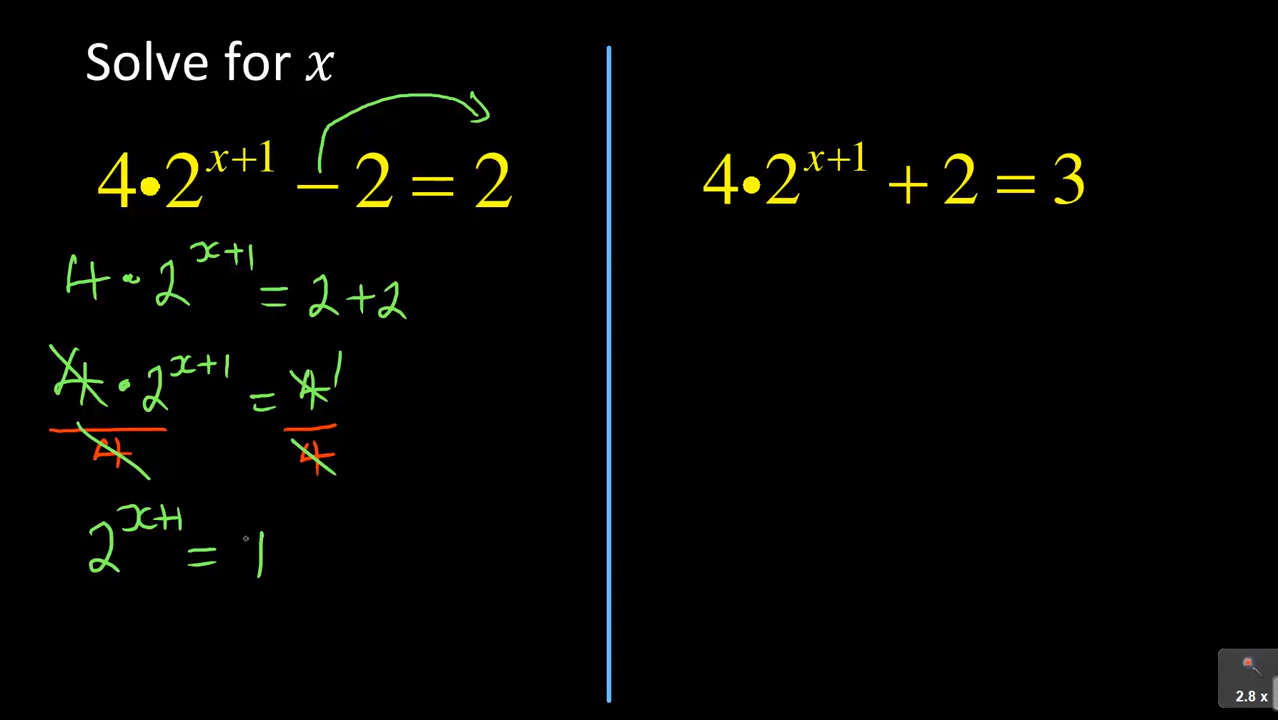 Solve for x
4•2^{x+1} − 2 = 2
4 · 2^{x+1} = 2 + 2
4 · 2^{x+1} = 4 1
4 4
2^{x+1} = 1
4•2^{x+1} + 2 = 3
2.8 x